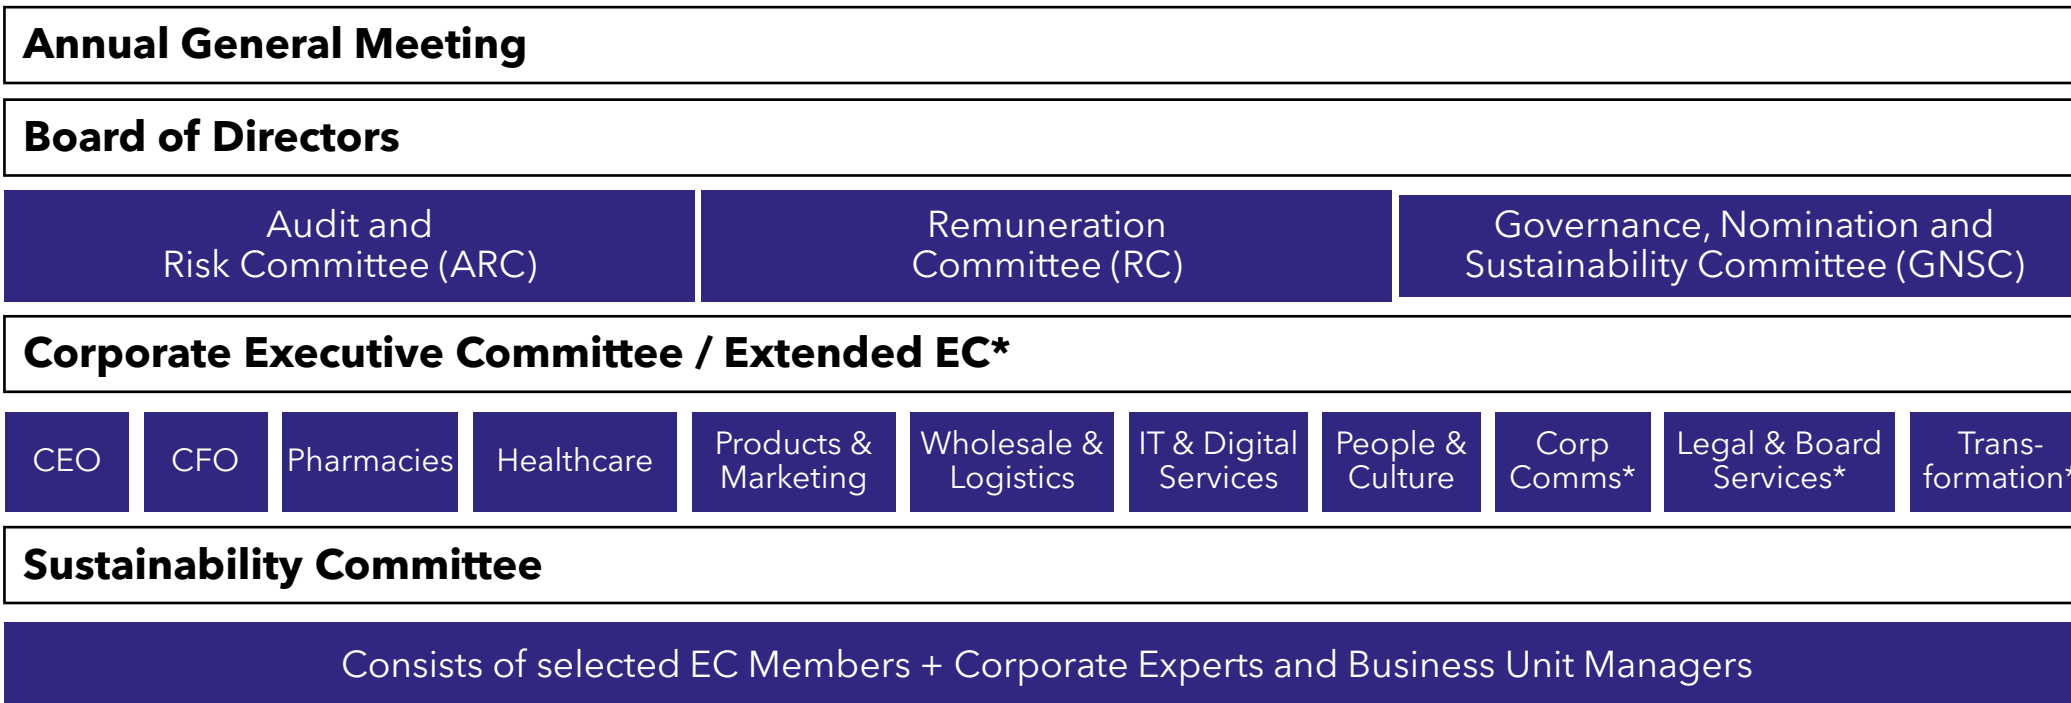 Annual General Meeting
Board of Directors
Audit and
Risk Committee (ARC)
Remuneration
Committee (RC)
Governance, Nomination and
Sustainability Committee (GNSC)
Corporate Executive Committee / Extended EC*
CEO
CFO
Pharmacies
Healthcare
Products &
Marketing
Wholesale &
Logistics
IT & Digital
Services
People &
Culture
Corp
Comms*
Legal & Board
Services*
Trans-
formation*
Sustainability Committee
Consists of selected EC Members + Corporate Experts and Business Unit Managers